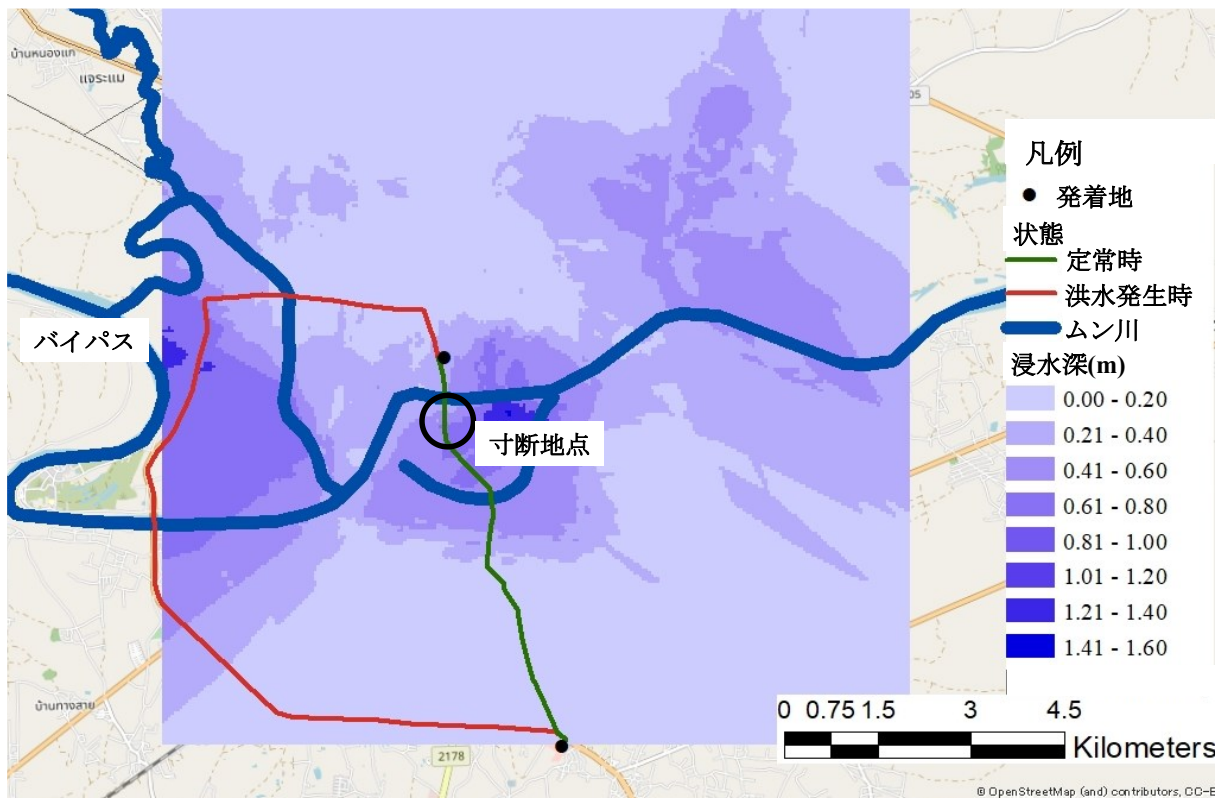 บ้านหนองแก
แจระแม
05
凡例
発着地
状態
定常時
洪水発生時
ムン川
バイパス
浸水深(m)
0.00 - 0.20
0.21 - 0.40
寸断地点
0.41 - 0.60
0.61 - 0.80
0.81 - 1.00
1.01 - 1.20
1.21 - 1.40
1.41 - 1.60
บ้านทางสาย
2178
0 0.75 1.5 3 4.5
Kilometers
© OpenStreetMap (and) contributors, CC-B